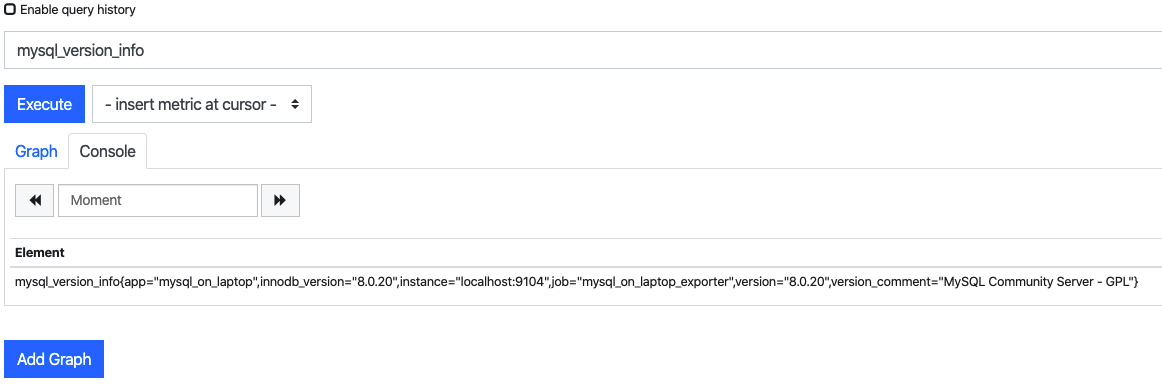 Enable query history
mysql_version_info
Execute - insert metric at cursor -
Graph Console
Moment
Element
mysql_version_info{app="mysql_on_laptop",innodb_version="8.0.20",instance="localhost:9104",job="mysql_on_laptop_exporter",version="8.0.20",version_comment="MySQL Community Server - GPL"}
Add Graph